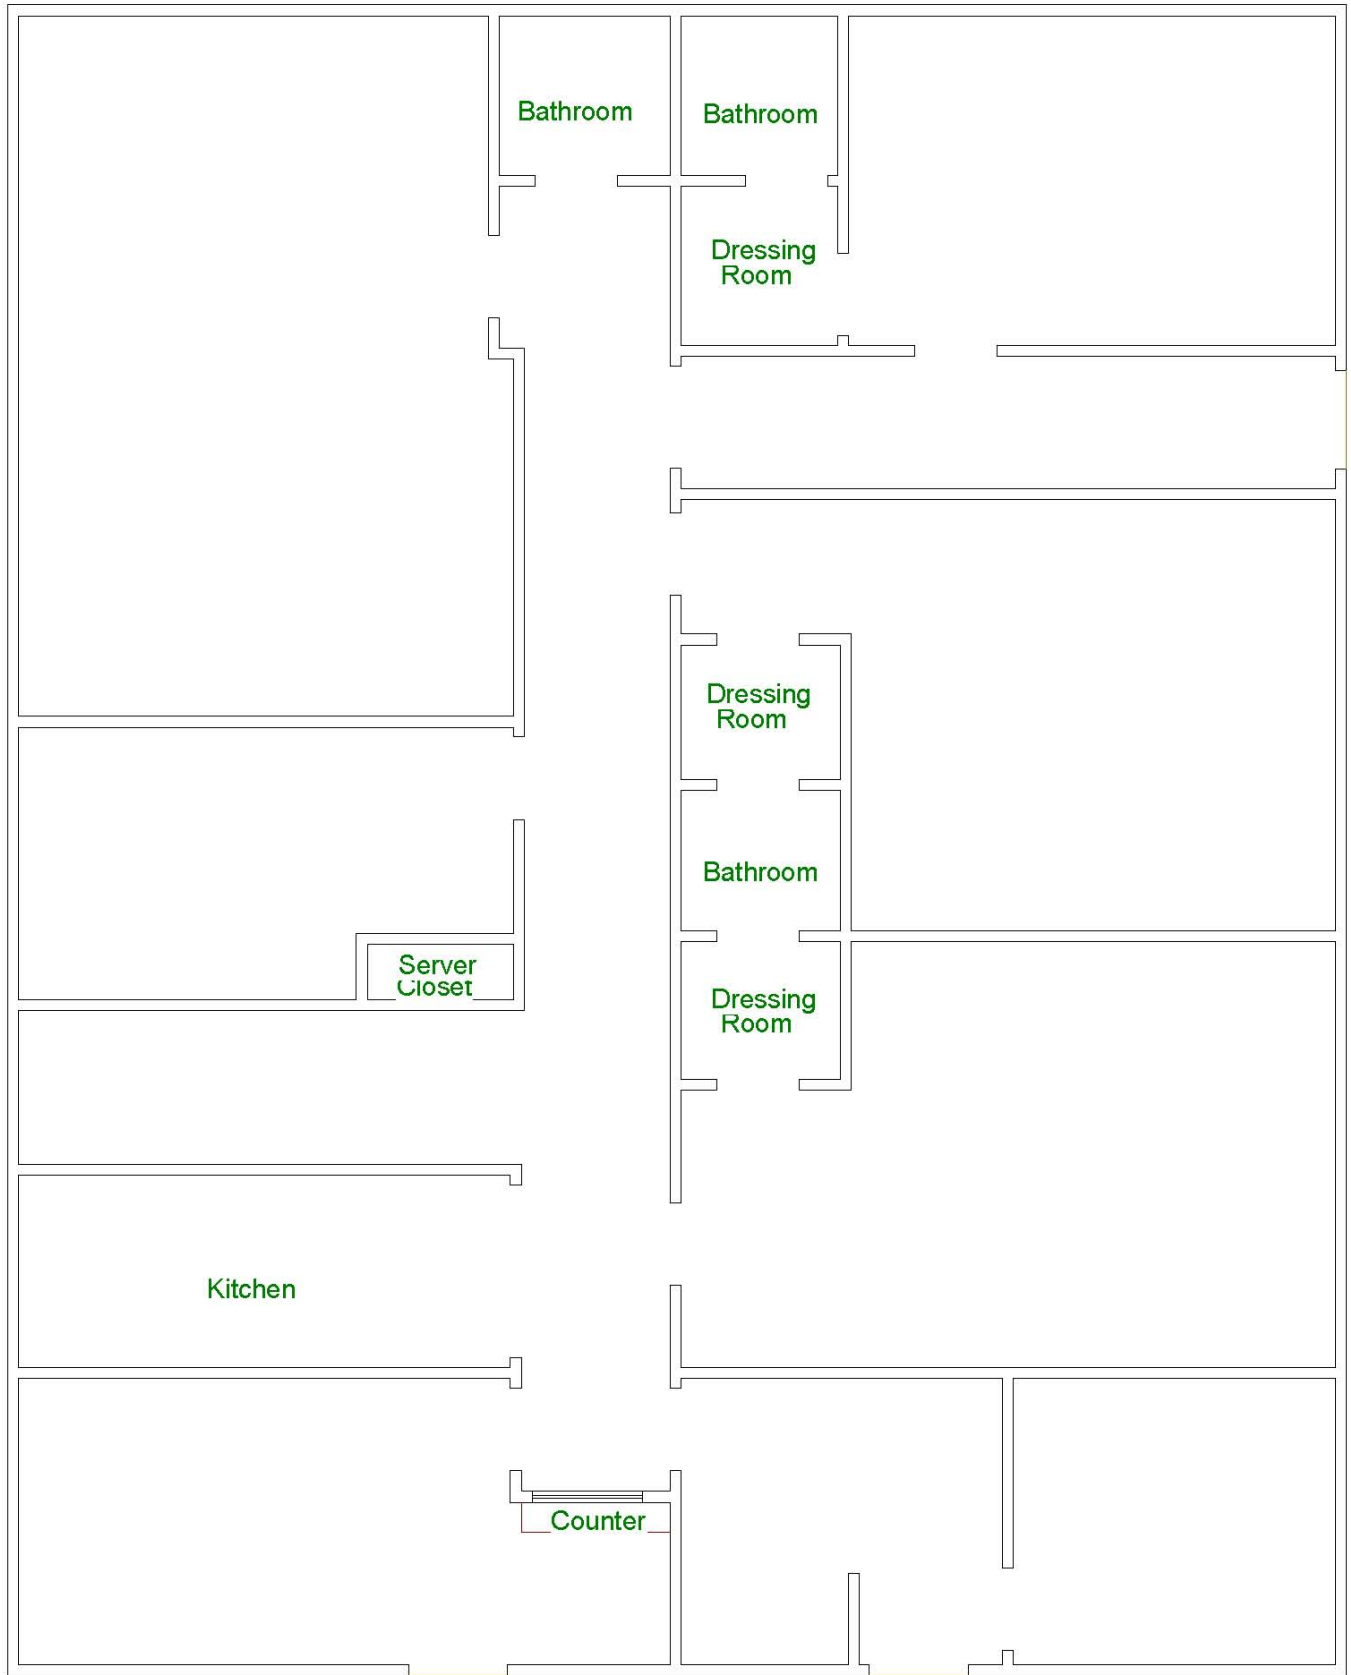 Bathroom
Bathroom
Dressing
Room
Dressing
Room
Bathroom
Server
Closet
Dressing
Room
Kitchen
Counter